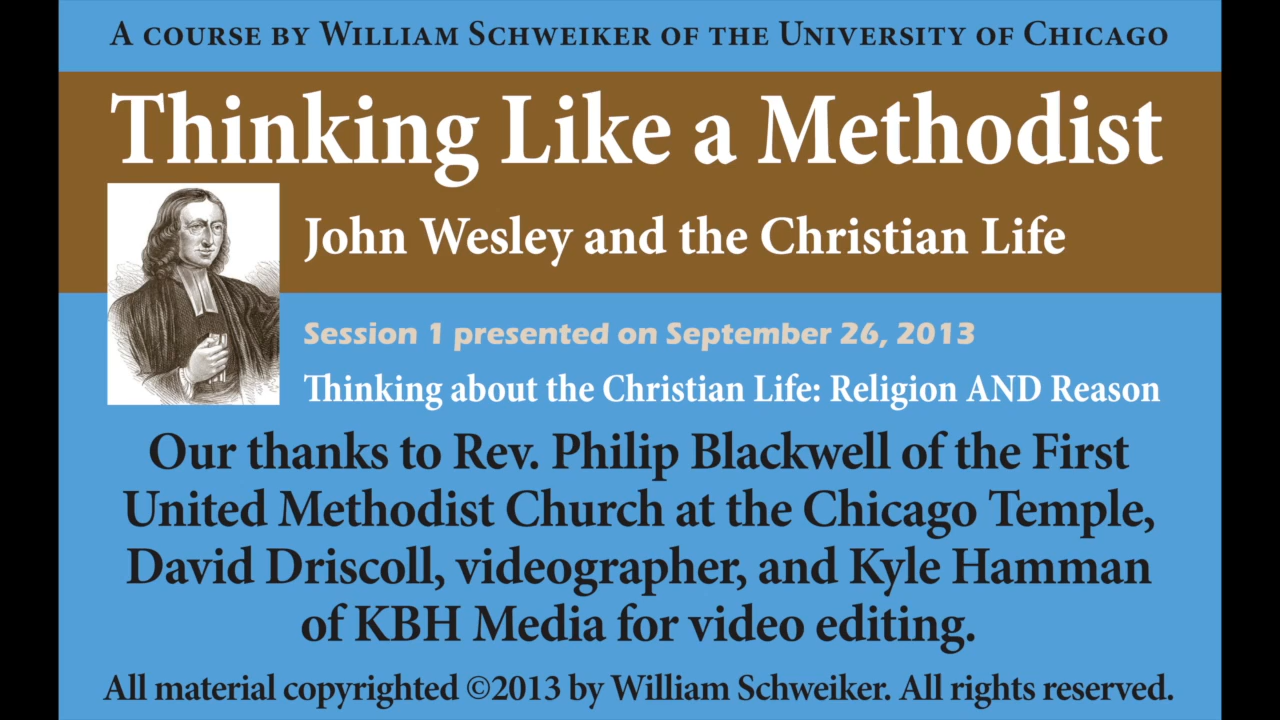 A COURSE BY WILLIAM SCHWEIKER OF THE UNIVERSITY OF CHICAGO
Thinking Like a Methodist
John Wesley and the Christian Life
Session 1 presented on September 26, 2013
Thinking about the Christian Life: Religion AND Reason
Our thanks to Rev. Philip Blackwell of the First
United Methodist Church at the Chicago Temple,
David Driscoll, videographer, and Kyle Hamman
of KBH Media for video editing.
All material copyrighted ©2013 by William Schweiker. All rights reserved.